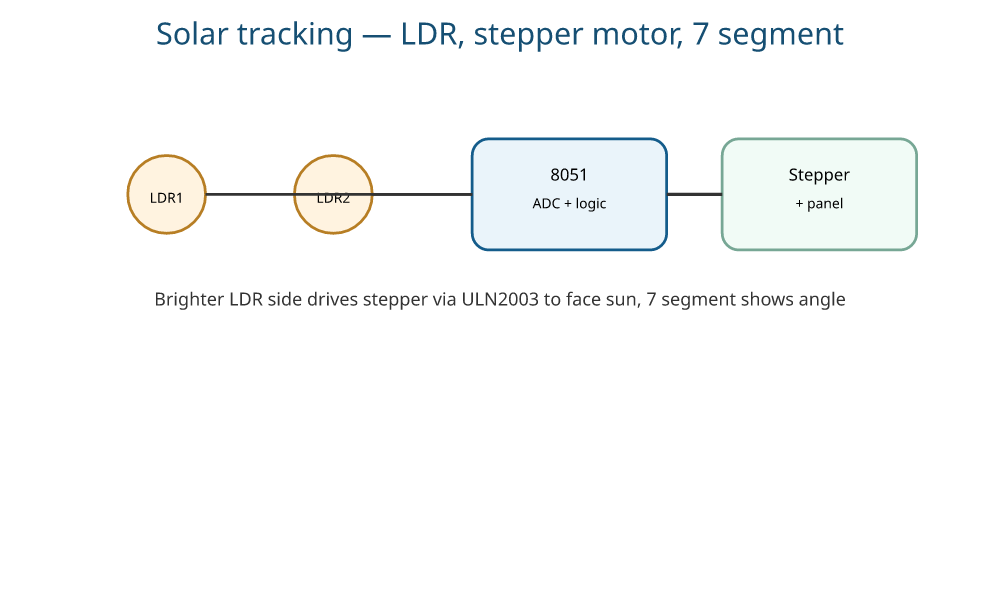 Solar tracking — LDR, stepper motor, 7 segment
LDR1
LDR2
8051
ADC + logic
Stepper
+ panel
Brighter LDR side drives stepper via ULN2003 to face sun, 7 segment shows angle